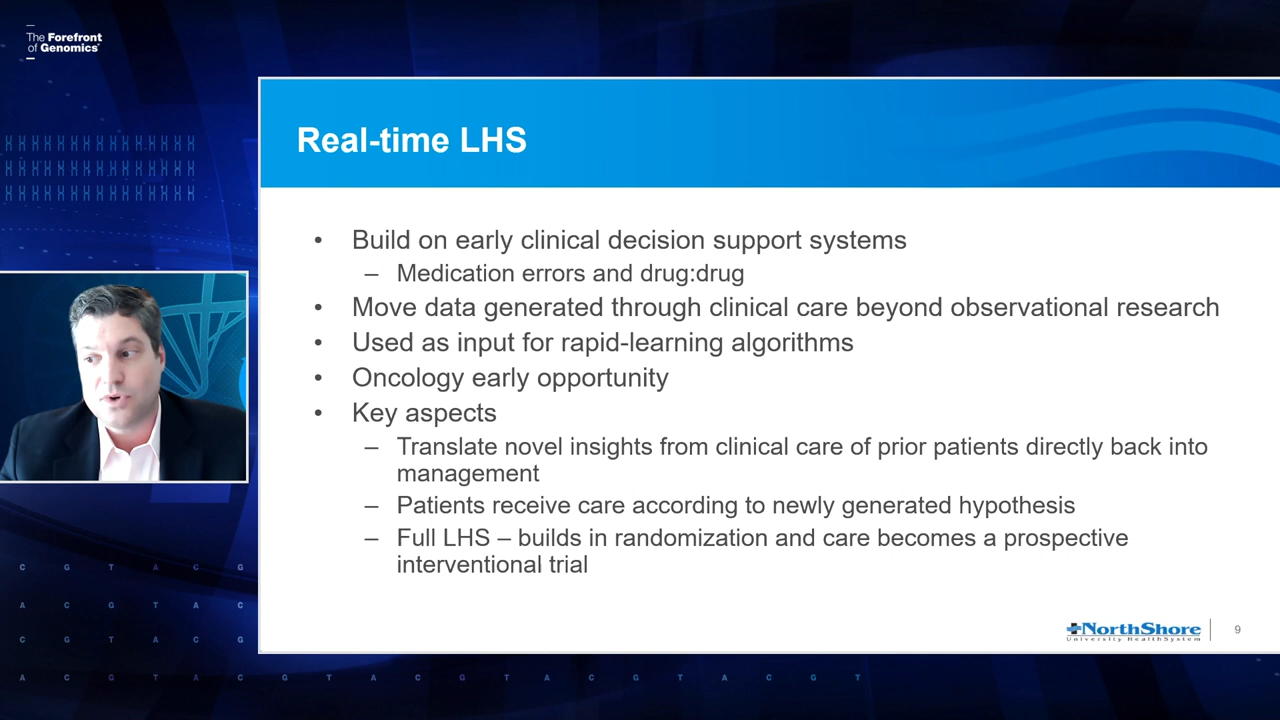 The Forefront
of Genomics®
Real-time LHS
• Build on early clinical decision support systems
– Medication errors and drug:drug
• Move data generated through clinical care beyond observational research
• Used as input for rapid-learning algorithms
• Oncology early opportunity
• Key aspects
– Translate novel insights from clinical care of prior patients directly back into
management
– Patients receive care according to newly generated hypothesis
– Full LHS – builds in randomization and care becomes a prospective
interventional trial
NorthShore
University HealthSystem
9
C G T A C G
A C G T A C
C G T A C G
A C G T A C G T A C G T A C G T A C G T